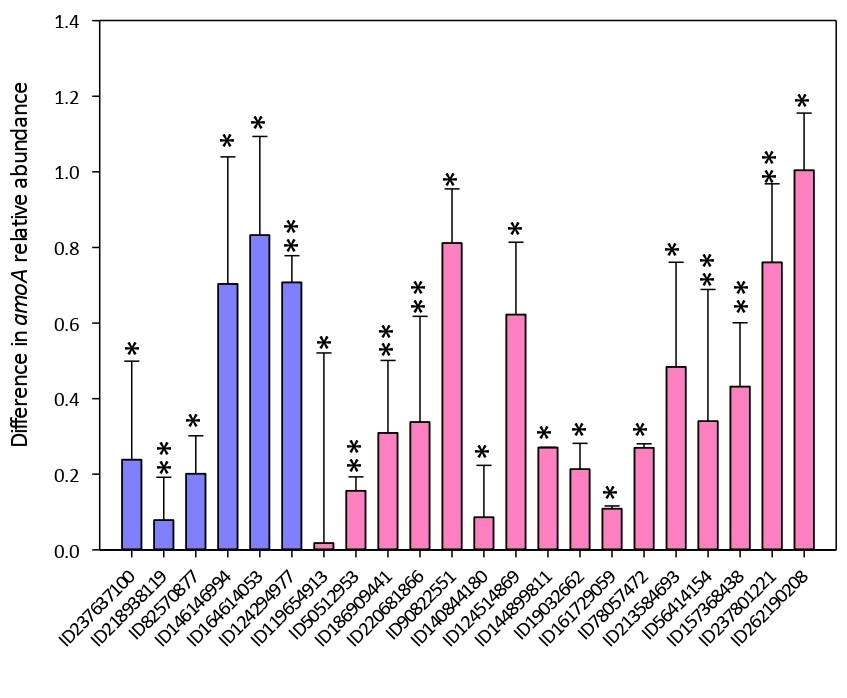 Difference in amoA relative abundance
1.4
1.2
1.0
0.8
0.6
0.4
0.2
0.0
*
**
*
*
*
**
*
**
**
**
*
*
*
*
*
*
*
*
**
**
**
*
ID237637100
ID218938119
ID82570877
ID146146994
ID164614053
ID124294977
ID119654913
ID50512953
ID186909441
ID220681866
ID90822551
ID140844180
ID124514869
ID144899811
ID19032662
ID161729059
ID78057472
ID213584693
ID56414154
ID157368438
ID237801221
ID262190208